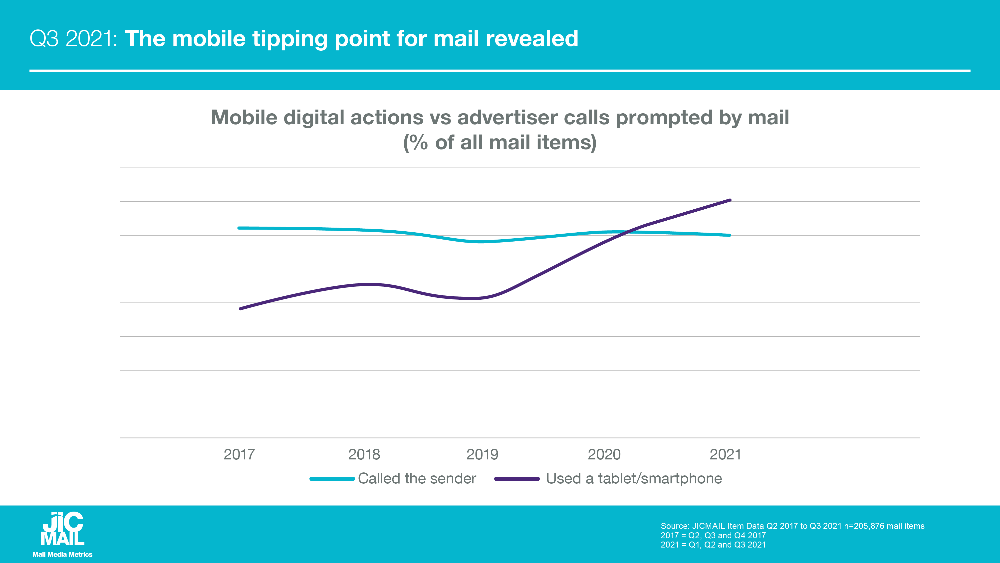 Q3 2021: The mobile tipping point for mail revealed
Mobile digital actions vs advertiser calls prompted by mail
(% of all mail items)
2017 2018 2019 2020 2021
Called the sender Used a tablet/smartphone
JIC
MAIL
Mail Media Metrics
Source: JICMAIL Item Data Q2 2017 to Q3 2021 n=205,876 mail items
2017 = Q2, Q3 and Q4 2017
2021 = Q1, Q2 and Q3 2021